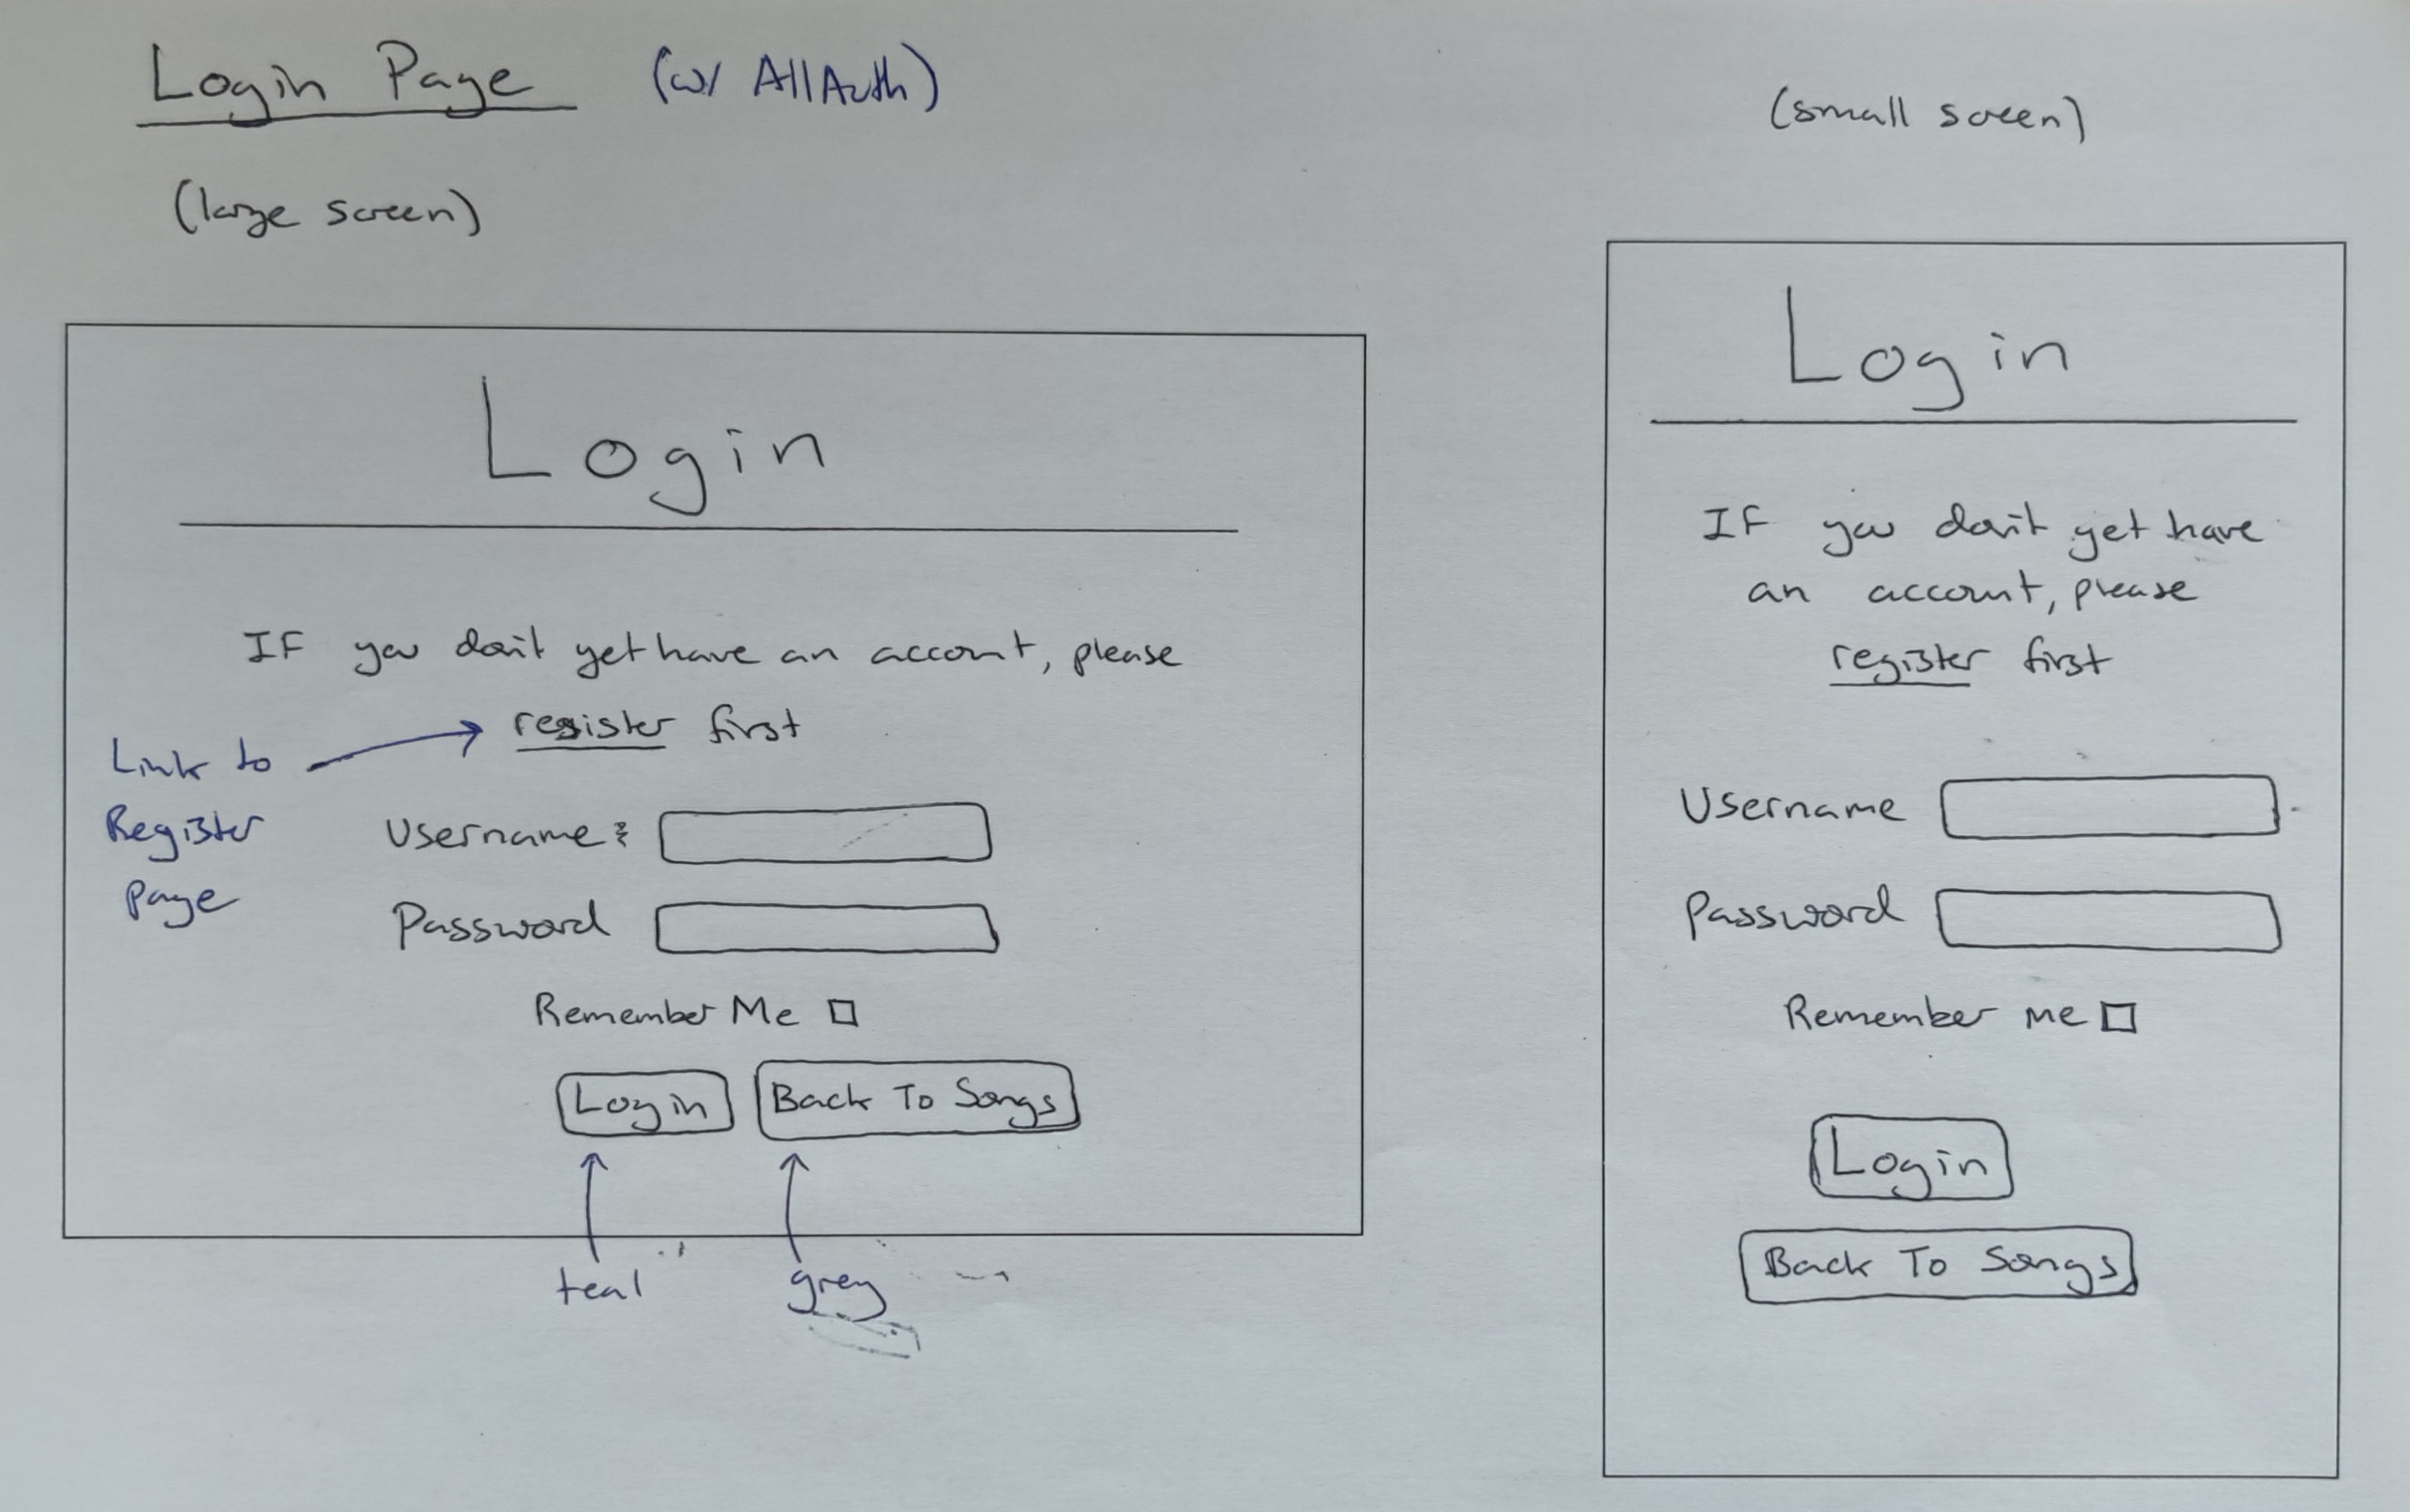 Login Page (w/ AllAuth)
(large screen)
Login
If you don't yet have an account, please
register first
Link to
Register
Page
Username:
Password
Remember Me
Login Back To Songs
teal grey
(small screen)
Login
If you don't yet have
an account, please
register first
Username
Password
Remember me
Login
Back To Songs